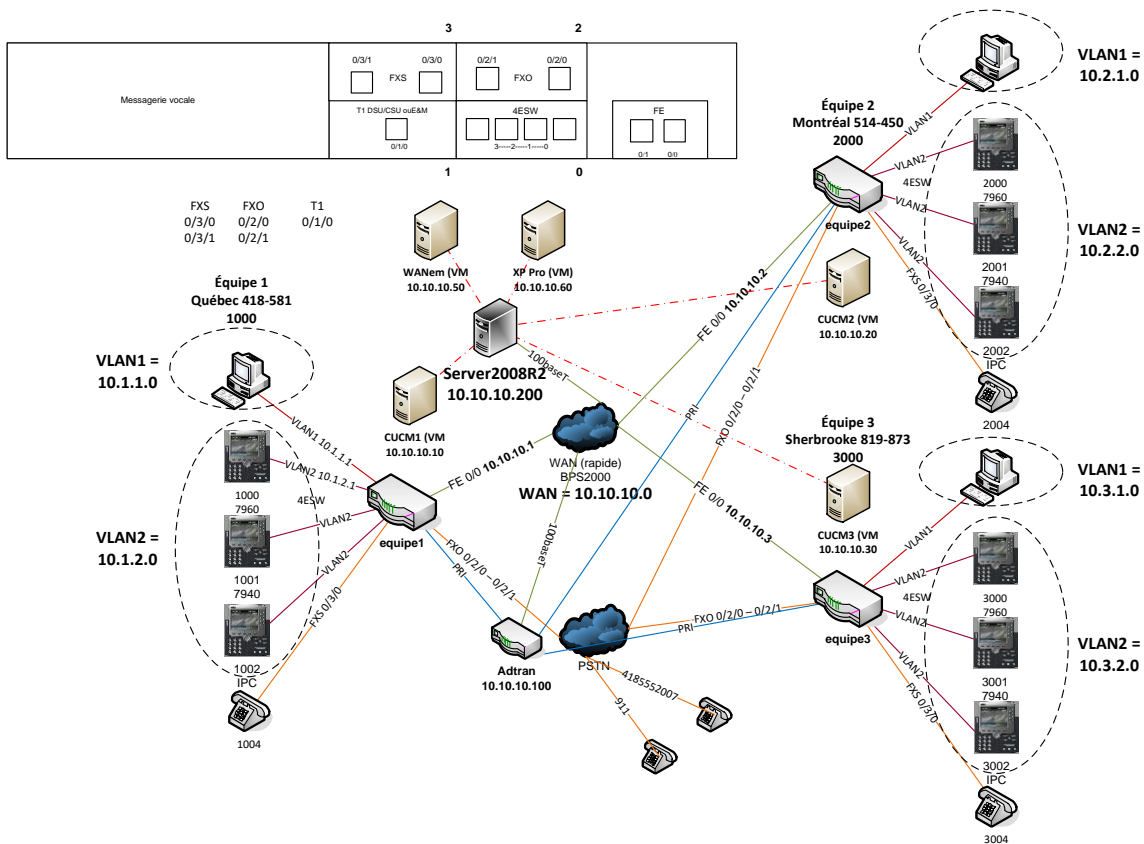 3 2
0/3/1 FXS 0/3/0
0/2/1 FXO 0/2/0
Messagerie vocale
T1 DSU/CSU ouE&M
0/1/0
4ESW
3-----2-----1-----0
FE
0/1 0/0
1 0
FXS FXO T1
0/3/0 0/2/0 0/1/0
0/3/1 0/2/1
WANem (VM
10.10.10.50
XP Pro (VM)
10.10.10.60
Server2008R2
10.10.10.200
CUCM1 (VM
10.10.10.10
CUCM2 (VM
10.10.10.20
CUCM3 (VM
10.10.10.30
100baseT
WAN (rapide)
BPS2000
WAN = 10.10.10.0
100baseT
Adtran
10.10.10.100
PSTN
4185552007
911
Équipe 1
Québec 418-581
1000
VLAN1 =
10.1.1.0
VLAN1 10.1.1.1
VLAN2 10.1.2.1
4ESW
VLAN2
VLAN2
FXS 0/3/0
VLAN2 =
10.1.2.0
1000
7960
1001
7940
1002
IPC
1004
equipe1
FE 0/0 10.10.10.1
FXO 0/2/0 – 0/2/1
PRI
Équipe 2
Montréal 514-450
2000
VLAN1 =
10.2.1.0
VLAN1
VLAN2
4ESW
VLAN2
VLAN2
FXS 0/3/0
VLAN2 =
10.2.2.0
2000
7960
2001
7940
2002
IPC
2004
equipe2
FE 0/0 10.10.10.2
PRI
FXO 0/2/0 – 0/2/1
Équipe 3
Sherbrooke 819-873
3000
VLAN1 =
10.3.1.0
VLAN1
VLAN2
4ESW
VLAN2
VLAN2
FXS 0/3/0
VLAN2 =
10.3.2.0
3000
7960
3001
7940
3002
IPC
3004
equipe3
FE 0/0 10.10.10.3
FXO 0/2/0 – 0/2/1
PRI